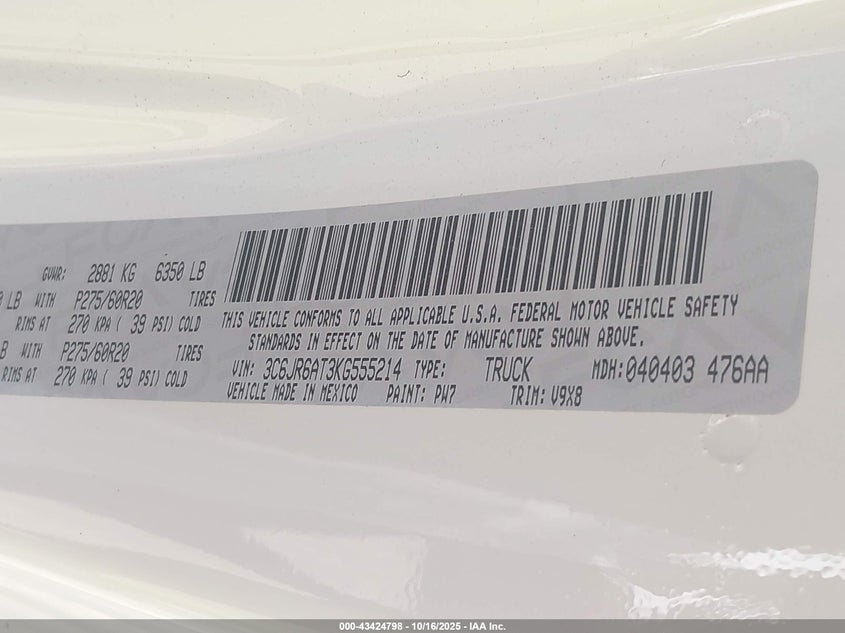 GVWR: 2881 KG 6350 LB
LB WITH P275/60R20 TIRES
RIMS AT 270 KPA ( 39 PSI) COLD
WITH P275/60R20 TIRES
RIMS AT 270 KPA ( 39 PSI) COLD
THIS VEHICLE CONFORMS TO ALL APPLICABLE U.S.A. FEDERAL MOTOR VEHICLE SAFETY
STANDARDS IN EFFECT ON THE DATE OF MANUFACTURE SHOWN ABOVE.
VIN: 3C6JR6AT3KG555214 TYPE: TRUCK MDH:040403 476AA
VEHICLE MADE IN MEXICO PAINT: PW7 TRIM: V9X8
000-43424798 - 10/16/2025 - IAA Inc.